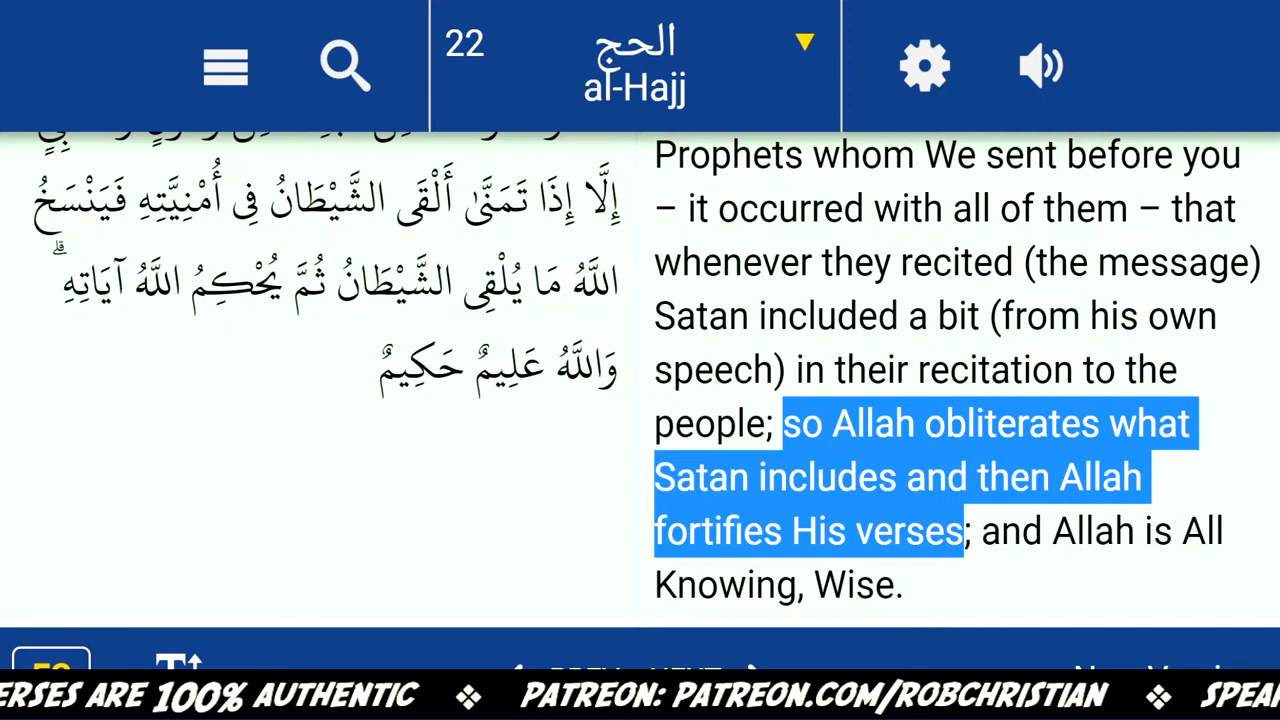 22
الحج
al-Hajj
إِلَّا إِذَا تَمَنَّىٰ أَلْقَى الشَّيْطَانُ فِى أُمْنِيَّتِهِ فَيَنْسَخُ
اللَّهُ مَا يُلْقِى الشَّيْطَانُ ثُمَّ يُحْكِمُ اللَّهُ آيَاتِهِ ۗ
وَاللَّهُ عَلِيمٌ حَكِيمٌ
Prophets whom We sent before you
– it occurred with all of them – that
whenever they recited (the message)
Satan included a bit (from his own
speech) in their recitation to the
people; so Allah obliterates what
Satan includes and then Allah
fortifies His verses; and Allah is All
Knowing, Wise.
ERSES ARE 100% AUTHENTIC ❖ PATREON: PATREON.COM/ROBCHRISTIAN ❖ SPEA